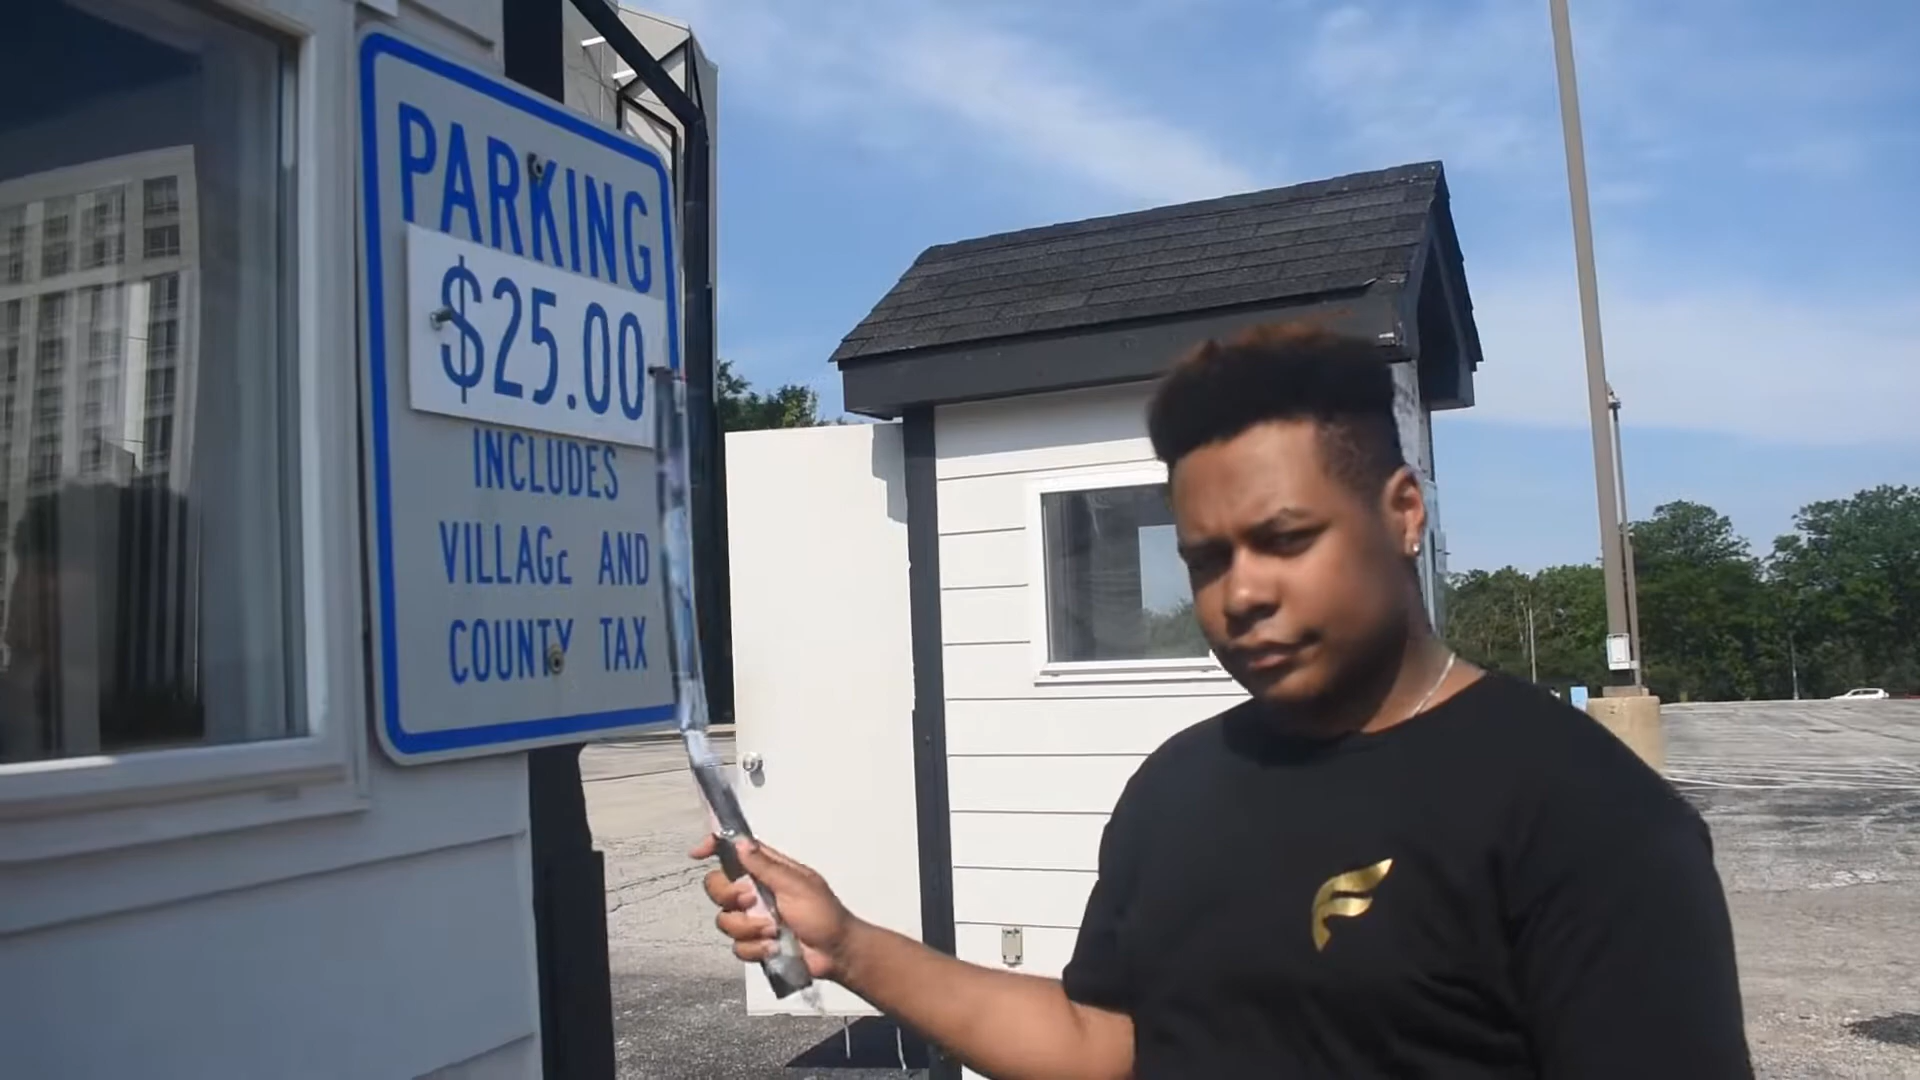 PARKING
$25.00
INCLUDES
VILLAGE AND
COUNTY TAX